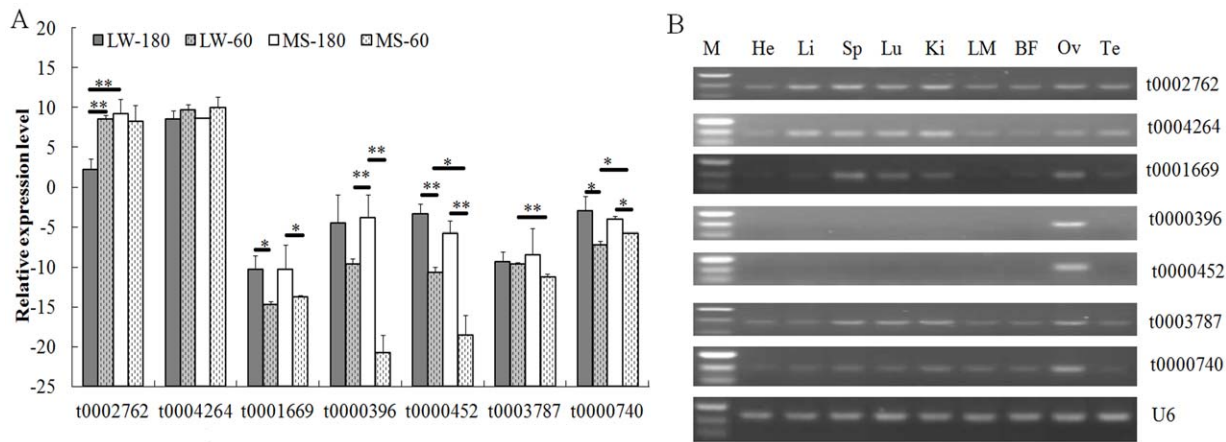 A
LW-180 LW-60 MS-180 MS-60
Relative expression level
20
15
10
5
0
-5
-10
-15
-20
-25
** ** * * ** ** * ** ** ** * * *
t0002762 t0004264 t0001669 t0000396 t0000452 t0003787 t0000740
B
M He Li Sp Lu Ki LM BF Ov Te
t0002762
t0004264
t0001669
t0000396
t0000452
t0003787
t0000740
U6